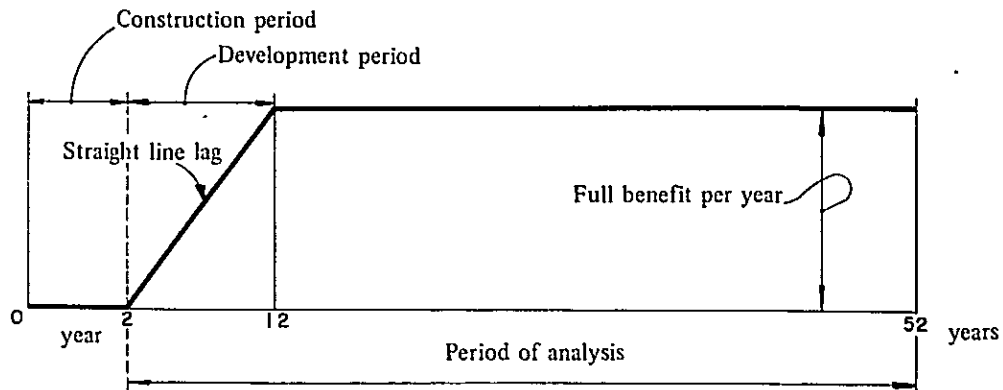 Construction period
Development period
Straight line lag
Full benefit per year
0 2 12 52
year years
Period of analysis